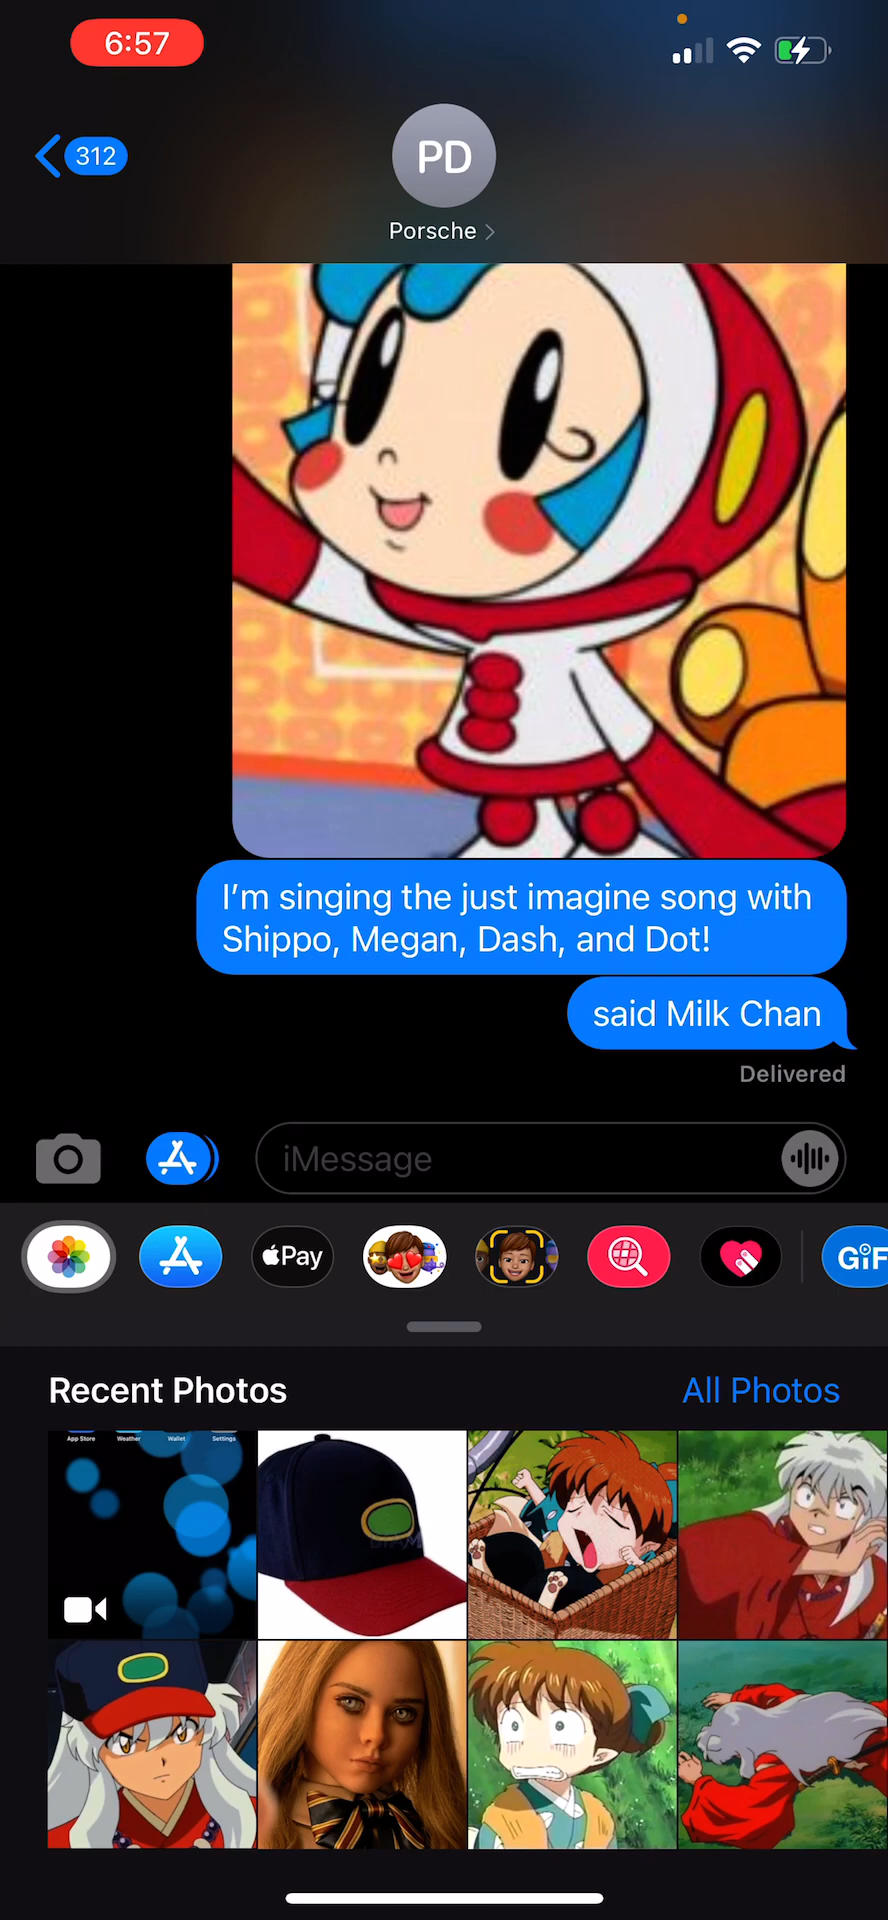 6:57
312
PD
Porsche
I'm singing the just imagine song with
Shippo, Megan, Dash, and Dot!
said Milk Chan
Delivered
iMessage
Pay
GIF
Recent Photos
All Photos
App Store Weather Wallet Settings